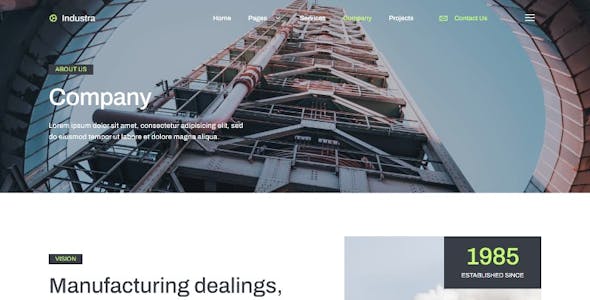 Industra
Home Pages Services Company Projects Contact Us
ABOUT US
Company
Lorem ipsum dolor sit amet, consectetur adipisicing elit, sed
do eiusmod tempor ut labore et dolore magna aliqua.
VISION
Manufacturing dealings,
1985
ESTABLISHED SINCE